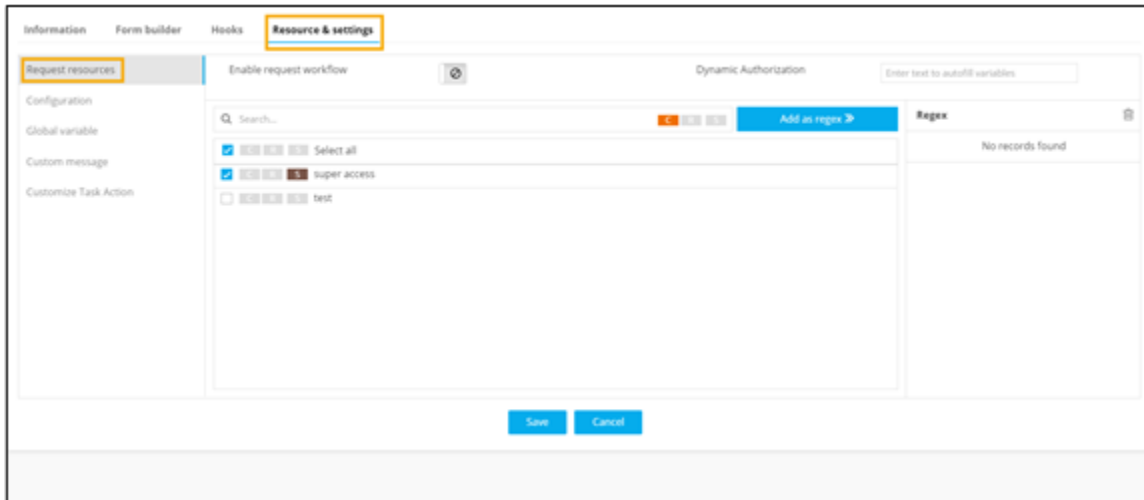 Information Form builder Hooks Resource & settings
Request resources
Configuration
Global variable
Custom message
Customize Task Action
Enable request workflow
Dynamic Authorization Enter text to autofill variables
Search... C R S Add as regex
C R S Select all
C R S super access
C R S test
Regex
No records found
Save Cancel